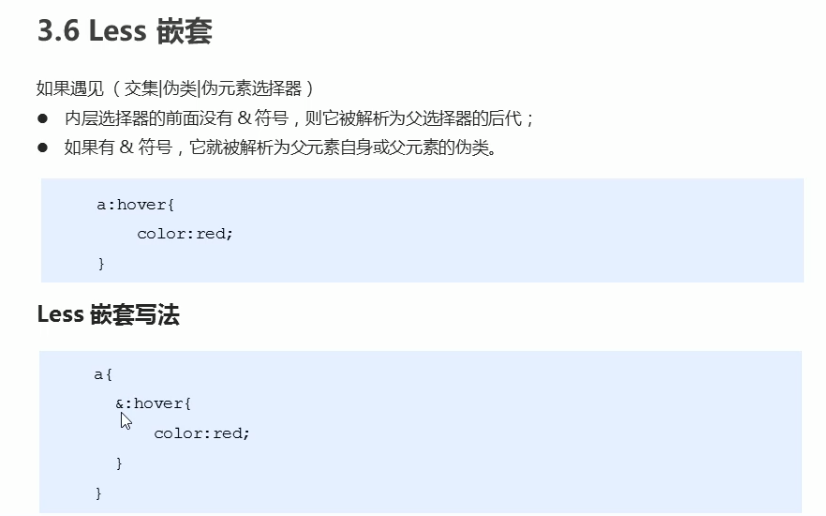 3.6 Less 嵌套
如果遇见 （ 交集|伪类|伪元素选择器 ）
● 内层选择器的前面没有 & 符号，则它被解析为父选择器的后代；
● 如果有 & 符号，它就被解析为父元素自身或父元素的伪类。
a:hover{
color:red;
}
Less 嵌套写法
a{
&:hover{
color:red;
}
}